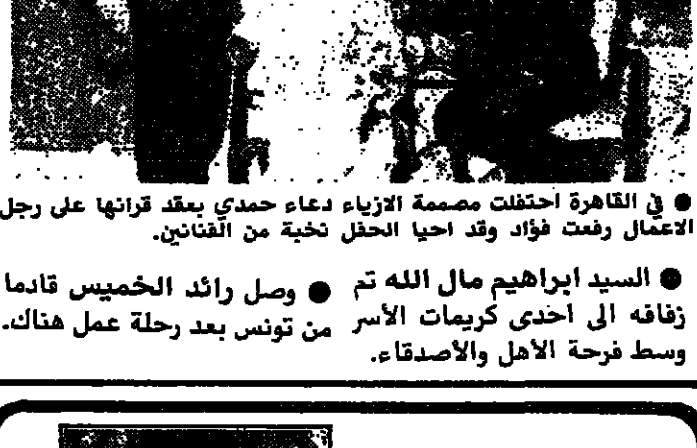 ● في القاهرة احتفلت مصممة الازياء دعاء حمدي بعقد قرانها على رجل
الاعمال رفعت فؤاد وقد احيا الحفل نخبة من الفنانين.
● السيد ابراهيم مال الله تم
زفافه الى احدى كريمات الأسر
وسط فرحة الأهل والأصدقاء.
● وصل رائد الخميس قادما
من تونس بعد رحلة عمل هناك.